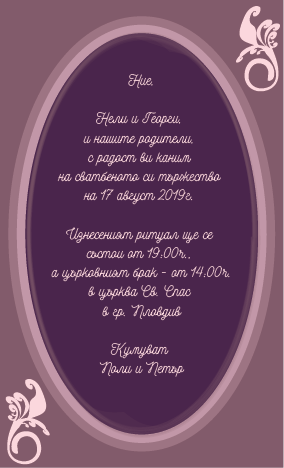 Ние,
Нели и Георги,
и нашите родители,
с радост ви каним
на сватбеното си тържество
на 17 август 2019г.
Изнесеният ритуал ще се
състои от 19.00ч.,
а църковният брак - от 14.00ч.
в църква Св. Спас
в гр. Пловдив
Кумуват
Поли и Петър